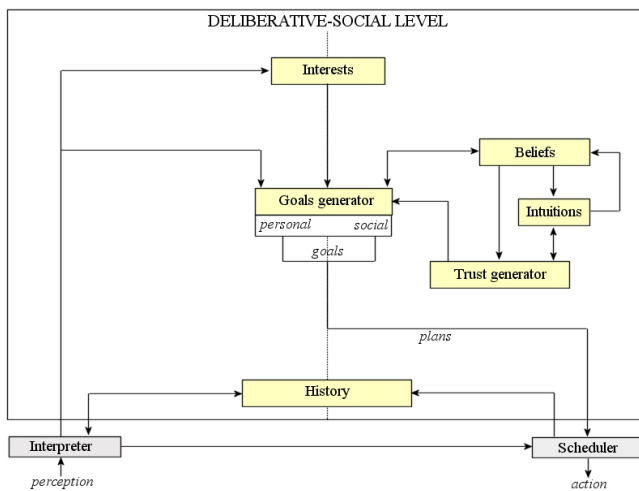 DELIBERATIVE-SOCIAL LEVEL
Interests
Beliefs
Goals generator
personal social
Intuitions
goals
Trust generator
plans
History
Interpreter
Scheduler
perception
action